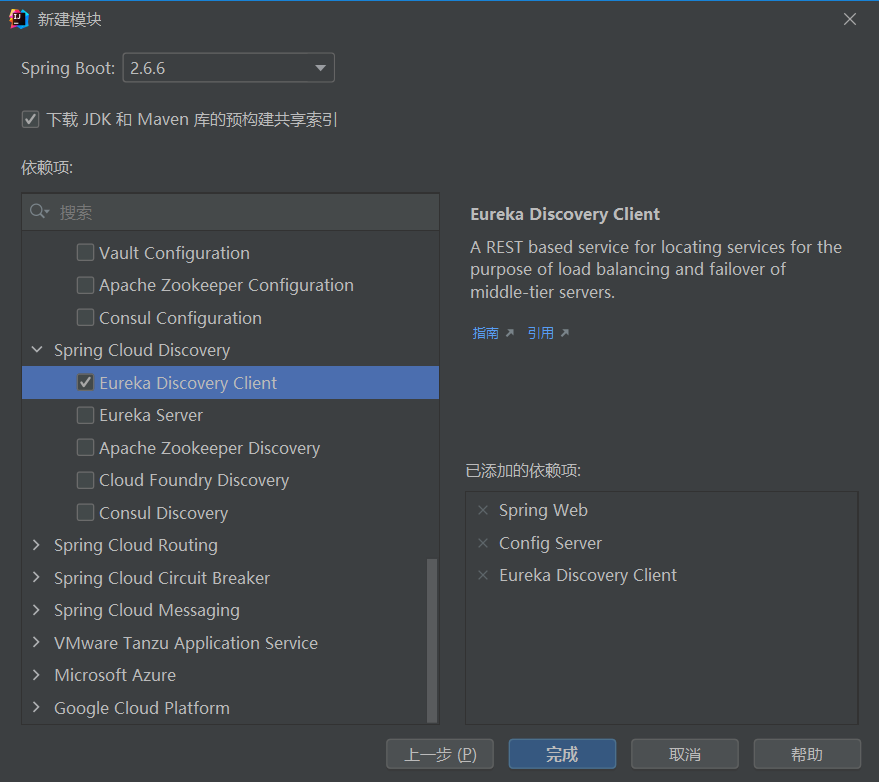 新建模块
Spring Boot: 2.6.6
下载 JDK 和 Maven 库的预构建共享索引
依赖项:
搜索
Vault Configuration
Apache Zookeeper Configuration
Consul Configuration
Spring Cloud Discovery
Eureka Discovery Client
Eureka Server
Apache Zookeeper Discovery
Cloud Foundry Discovery
Consul Discovery
Spring Cloud Routing
Spring Cloud Circuit Breaker
Spring Cloud Messaging
VMware Tanzu Application Service
Microsoft Azure
Google Cloud Platform
Eureka Discovery Client
A REST based service for locating services for the
purpose of load balancing and failover of
middle-tier servers.
指南 引用
已添加的依赖项:
Spring Web
Config Server
Eureka Discovery Client
上一步 (P) 完成 取消 帮助